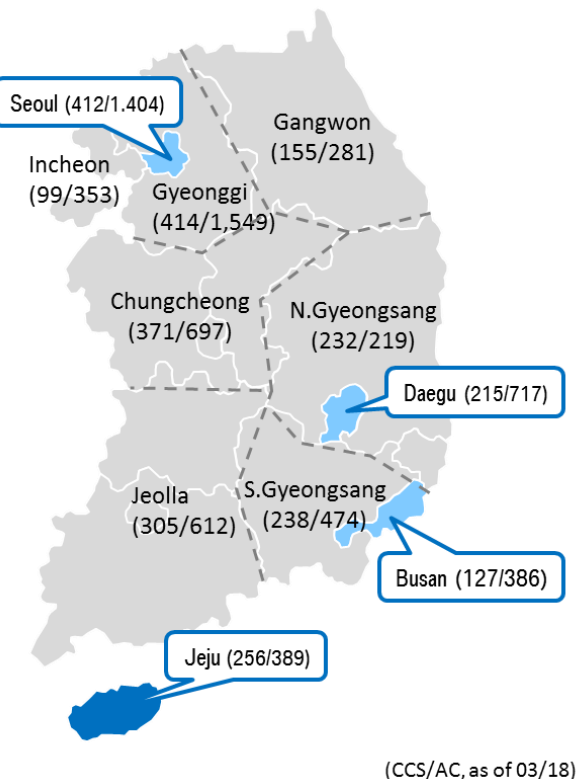 Seoul (412/1.404)
Gangwon
(155/281)
Incheon
(99/353)
Gyeonggi
(414/1,549)
Chungcheong
(371/697)
N.Gyeongsang
(232/219)
Daegu (215/717)
Jeolla
(305/612)
S.Gyeongsang
(238/474)
Busan (127/386)
Jeju (256/389)
(CCS/AC, as of 03/18)